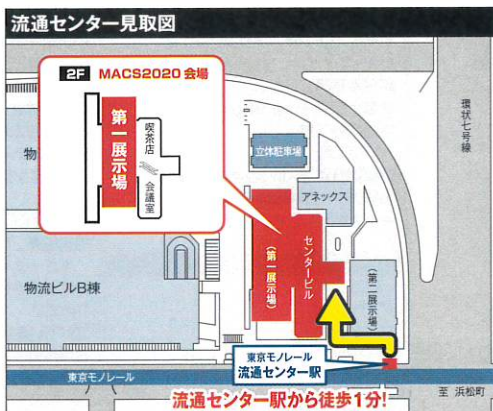 流通センター見取図
2F MACS2020 会場
第一展示場
喫茶店
会議室
物
立体駐車場
アネックス
環状七号線
センタービル
(第一展示場)
(第二展示場)
物流ビルB棟
東京モノレール
流通センター駅
東京モノレール
至 浜松町
流通センター駅から徒歩1分!